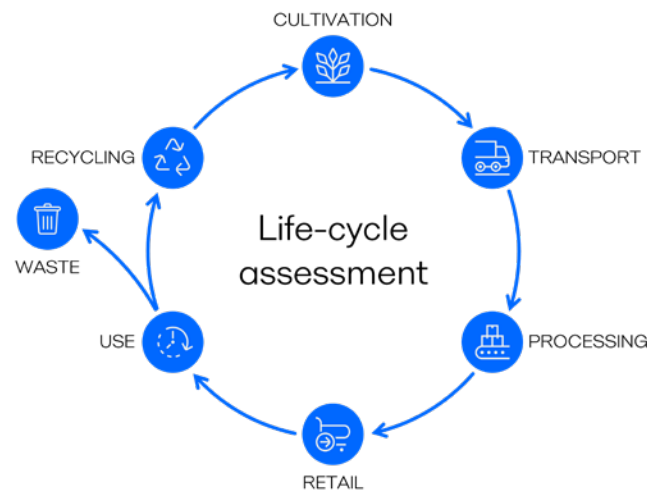 CULTIVATION
RECYCLING
TRANSPORT
WASTE
Life-cycle
assessment
USE
PROCESSING
RETAIL